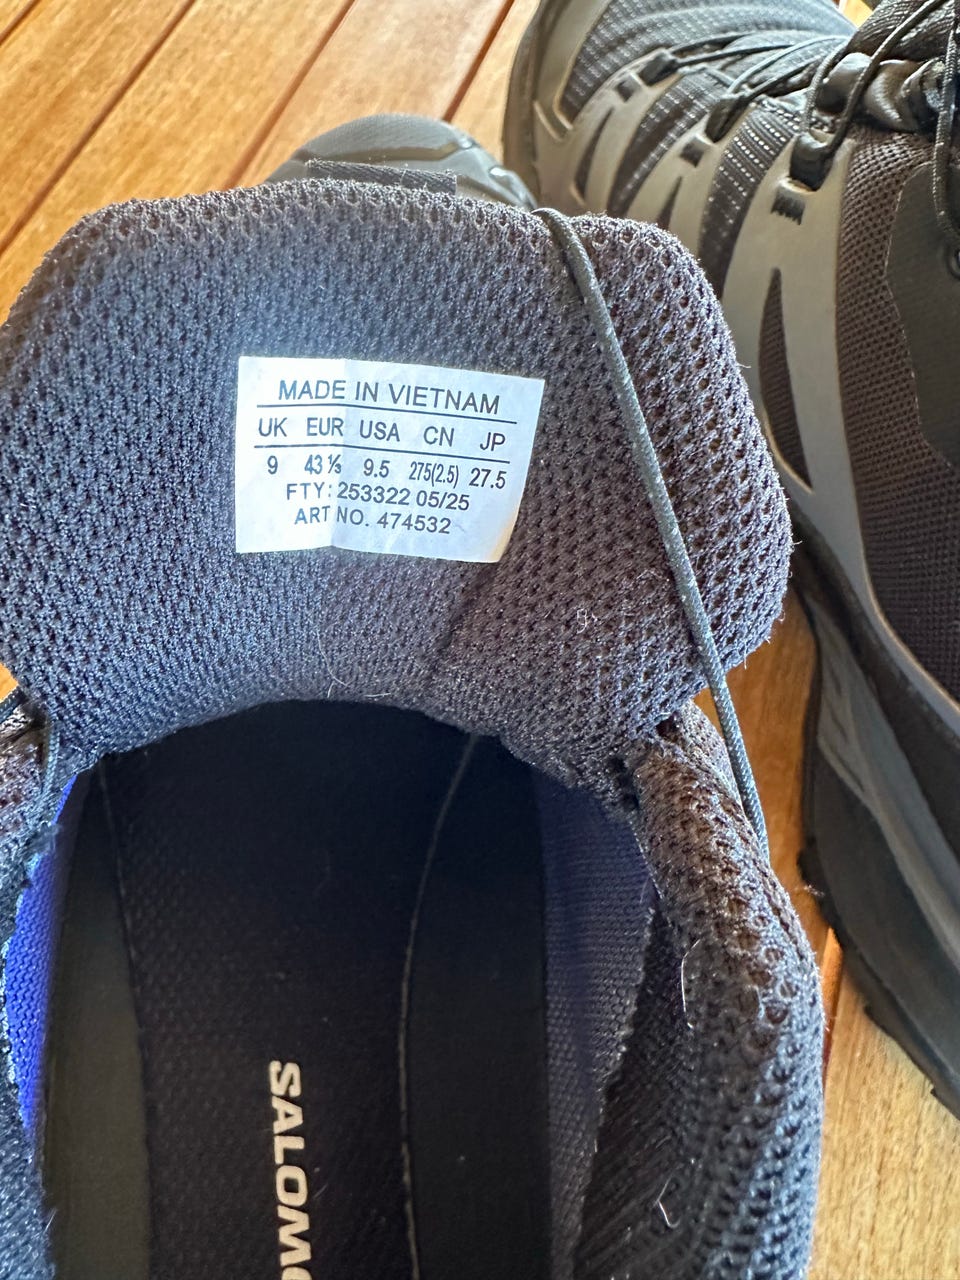 MADE IN VIETNAM
UK EUR USA CN JP
9 43⅓ 9.5 275(2.5) 27.5
FTY: 253322 05/25
ART NO. 474532
SALOMO